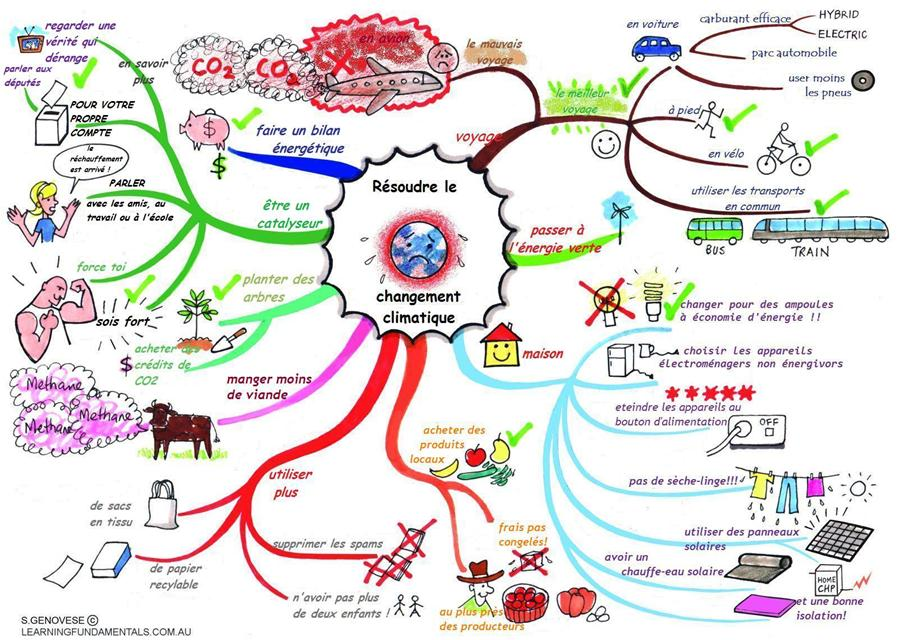 Résoudre le
changement
climatique
regarder une
vérité qui
dérange
parler aux
députés
en savoir
plus
POUR VOTRE
PROPRE
COMPTE
le
réchauffement
est arrivé !
PARLER
avec les amis, au
travail ou à l'école
force toi
sois fort
être un
catalyseur
$
$
faire un bilan
énergétique
CO2
CO2
en avion
le mauvais
voyage
voyage
le meilleur
voyage
en voiture
carburant efficace
HYBRID
ELECTRIC
parc automobile
user moins
les pneus
à pied
en vélo
utiliser les transports
en commun
BUS
TRAIN
passer à
l'énergie verte
planter des
arbres
$ acheter des
crédits de
CO2
manger moins
de viande
Methane
Methane
Methane
utiliser
plus
de sacs
en tissu
de papier
recylable
supprimer les spams
n'avoir pas plus
de deux enfants !
acheter des
produits
locaux
frais pas
congelés!
au plus près
des producteurs
maison
changer pour des ampoules
à économie d'énergie !!
choisir les appareils
électroménagers non énergivors
eteindre les appareils au
bouton d'alimentation
OFF
pas de sèche-linge!!!
utiliser des panneaux
solaires
avoir un
chauffe-eau solaire
HOME
CHP
et une bonne
isolation!
S.GENOVESE ©
LEARNINGFUNDAMENTALS.COM.AU